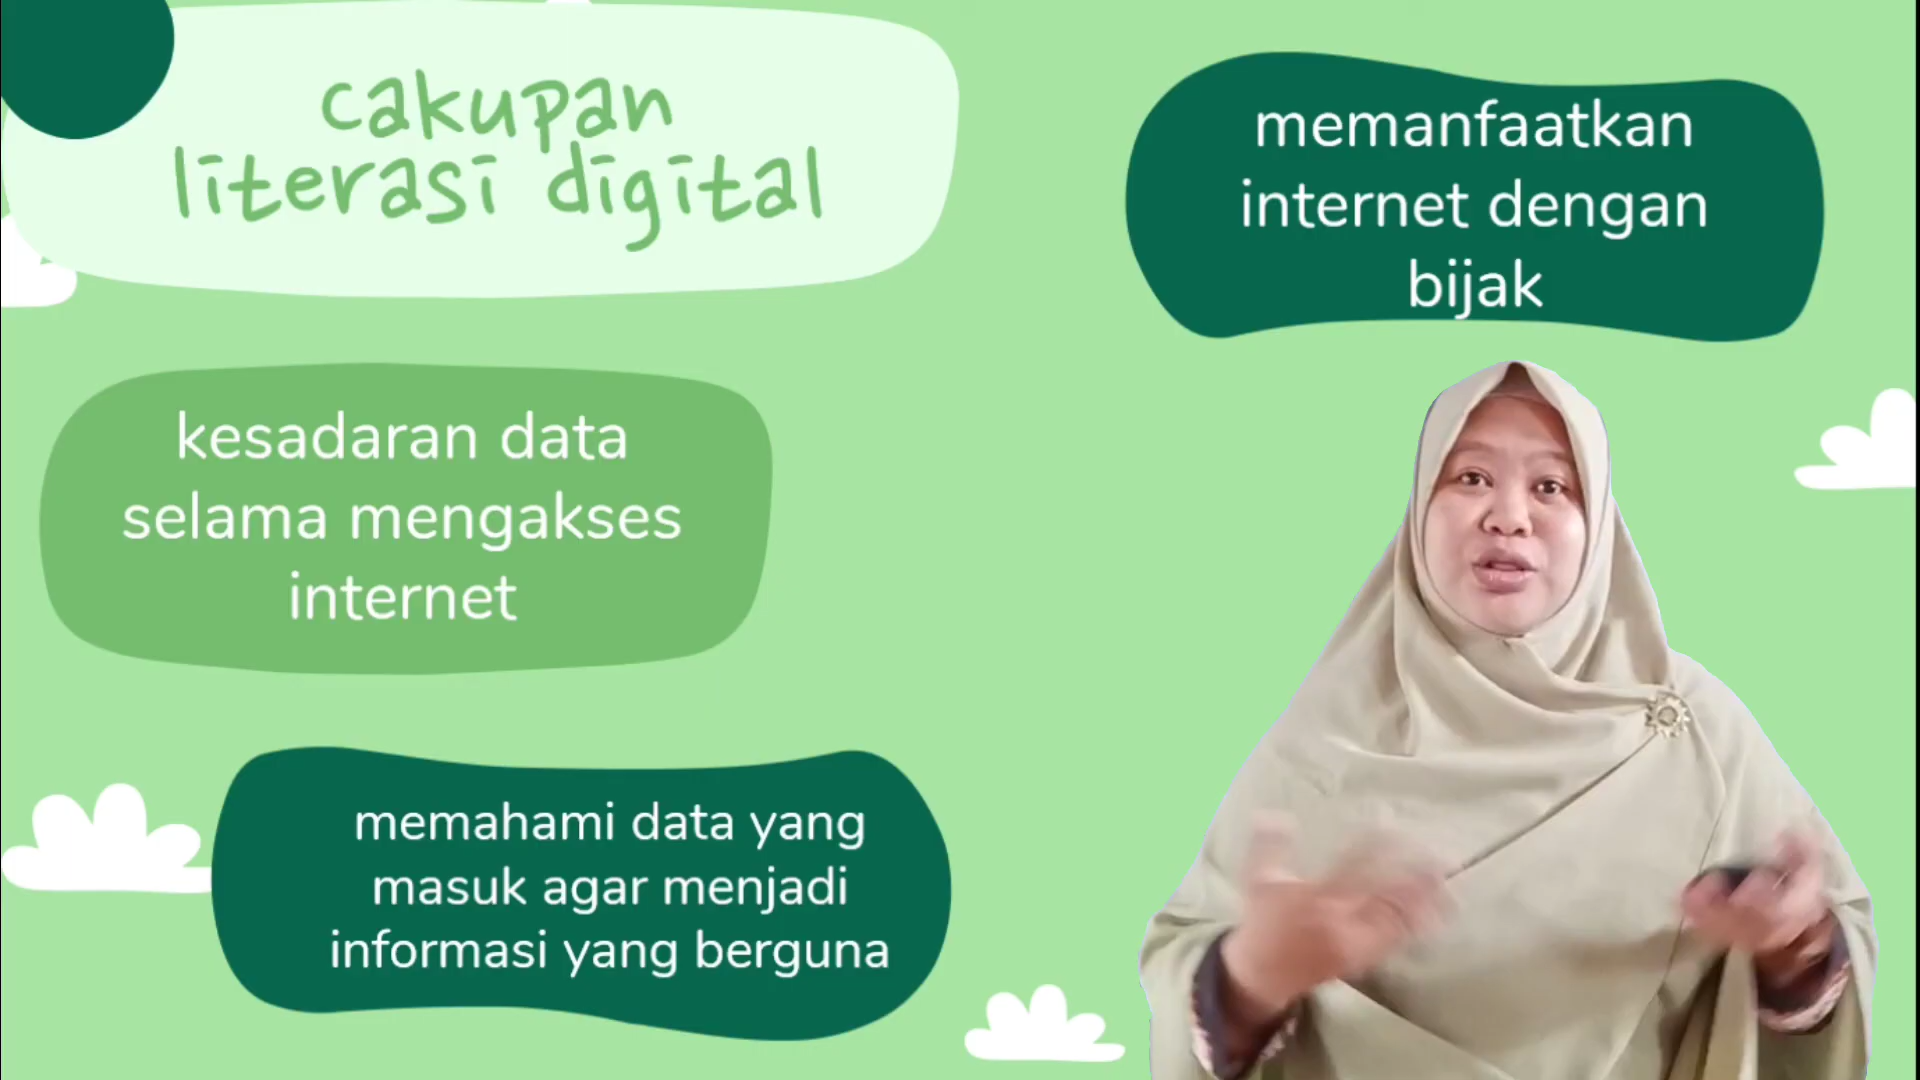 cakupan
literasi digital
kesadaran data
selama mengakses
internet
memahami data yang
masuk agar menjadi
informasi yang berguna
memanfaatkan
internet dengan
bijak